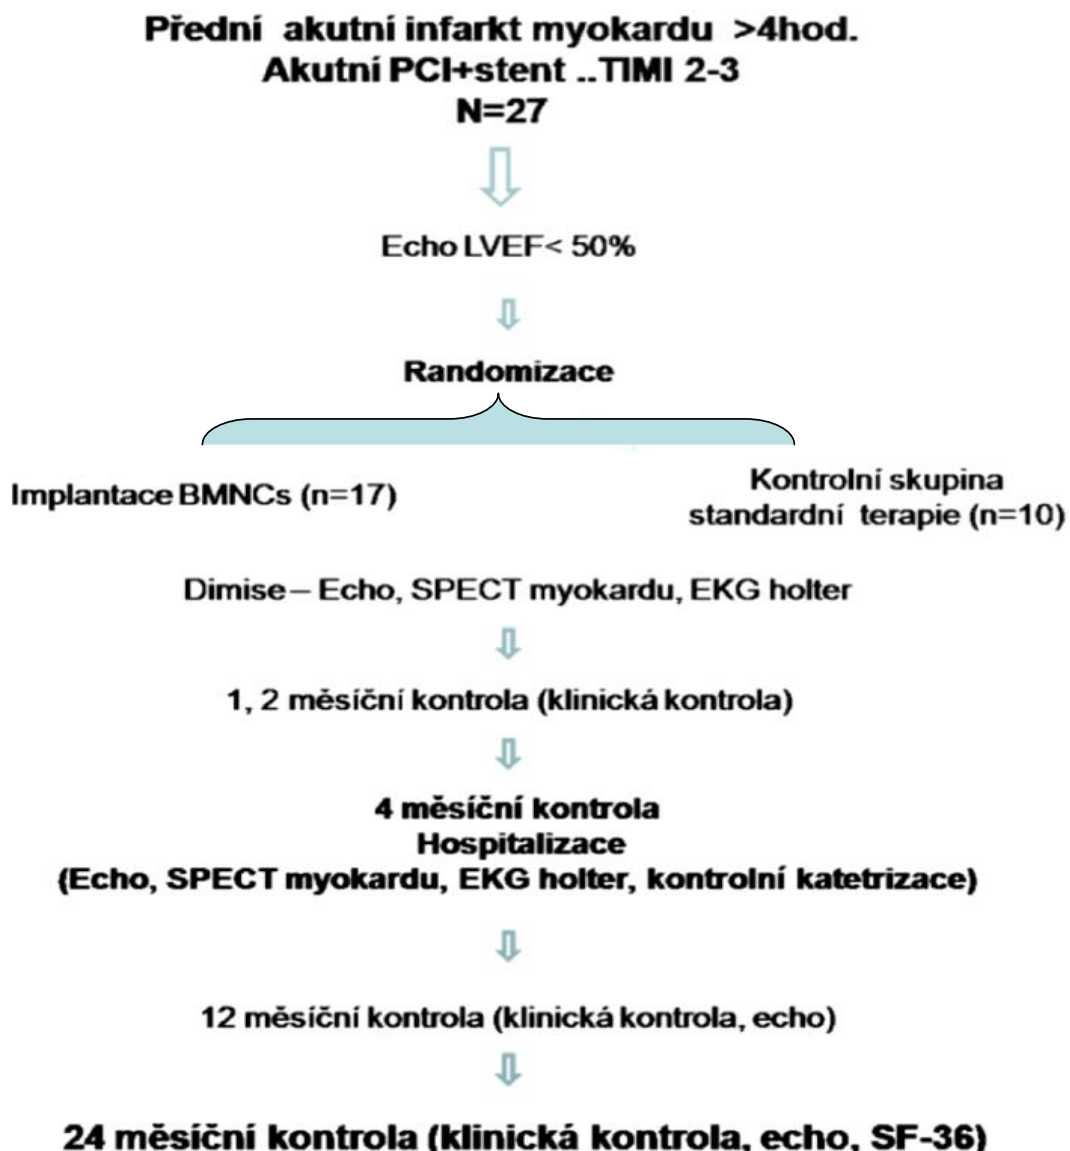 Přední akutní infarkt myokardu >4hod.
Akutní PCI+stent ..TIMI 2-3
N=27
Echo LVEF< 50%
Randomizace
Implantace BMNCs (n=17)
Kontrolní skupina
standardní terapie (n=10)
Dimise – Echo, SPECT myokardu, EKG holter
1, 2 měsíční kontrola (klinická kontrola)
4 měsíční kontrola
Hospitalizace
(Echo, SPECT myokardu, EKG holter, kontrolní katetrizace)
12 měsíční kontrola (klinická kontrola, echo)
24 měsíční kontrola (klinická kontrola, echo, SF-36)